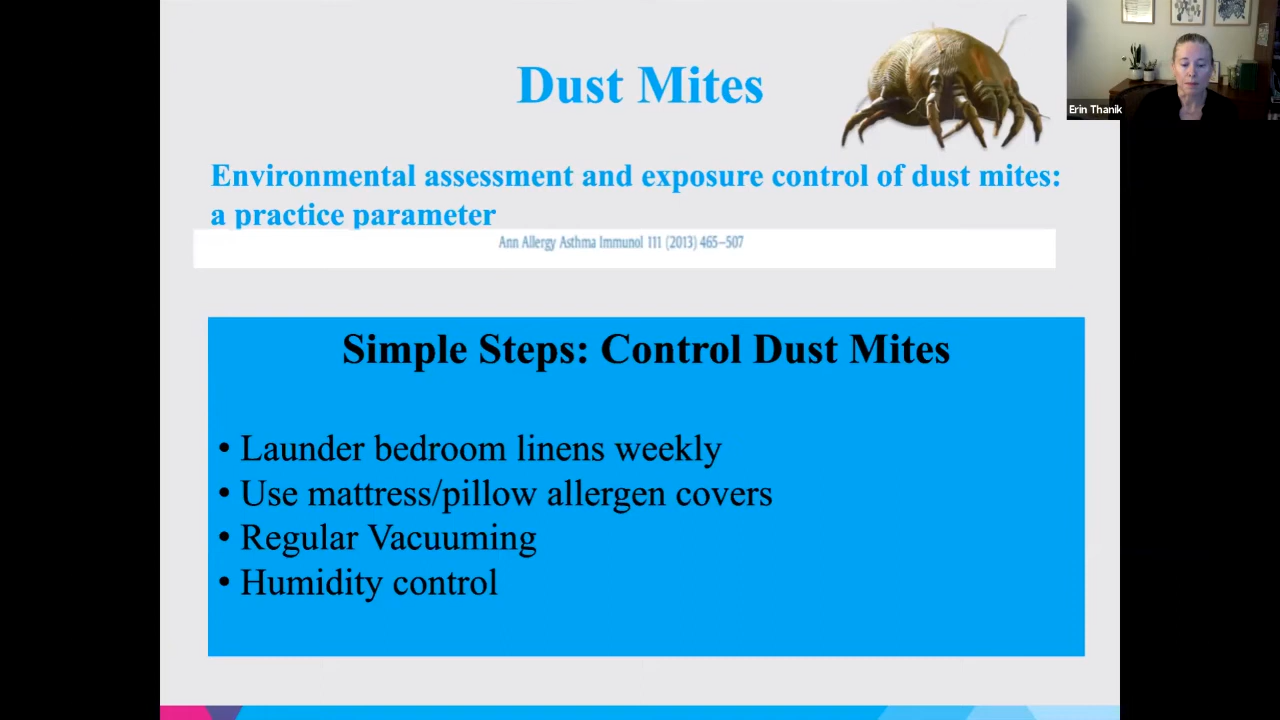 Dust Mites
Erin Thanik
Environmental assessment and exposure control of dust mites:
a practice parameter
Ann Allergy Asthma Immunol 111 (2013) 465–507
Simple Steps: Control Dust Mites
• Launder bedroom linens weekly
• Use mattress/pillow allergen covers
• Regular Vacuuming
• Humidity control